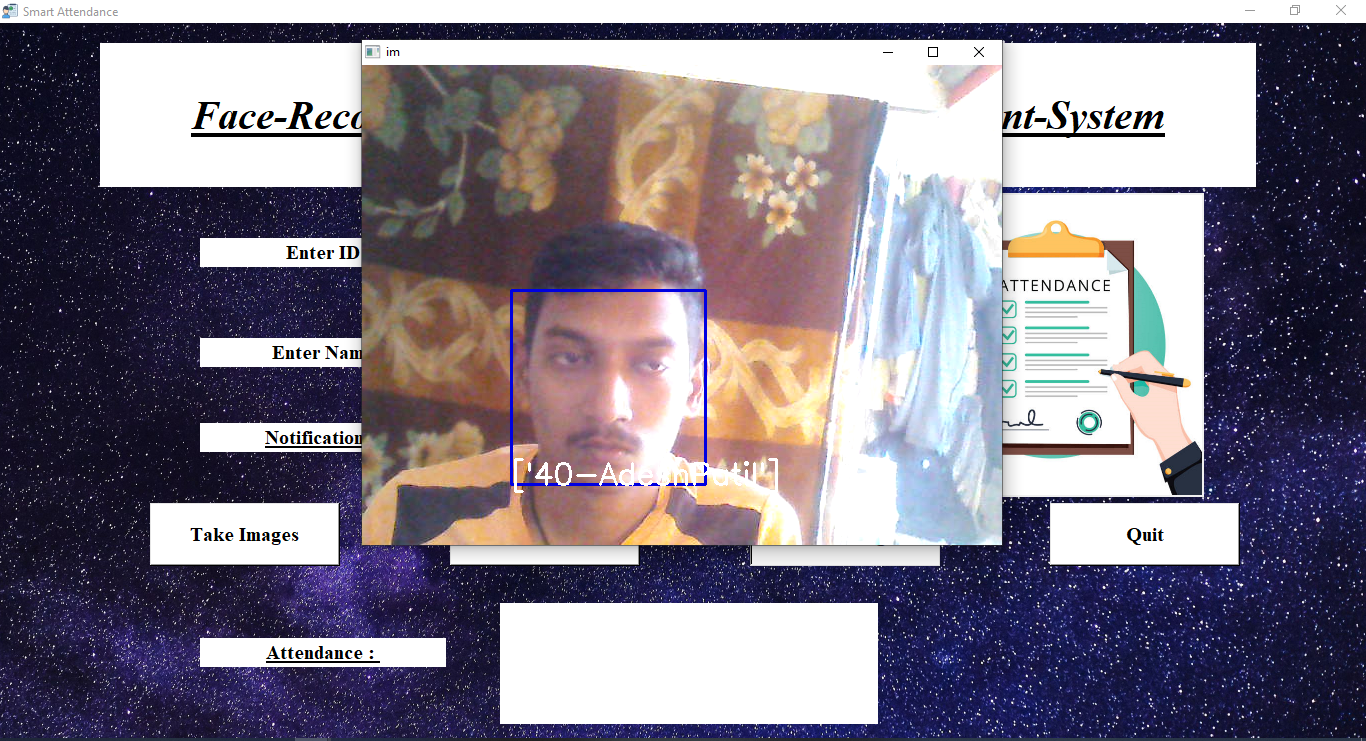 Smart Attendance
im
Face-Reco
nt-System
Enter ID
ATTENDANCE
Enter Nam
Notification
['40-AdeshPatil']
Take Images
Quit
Attendance :